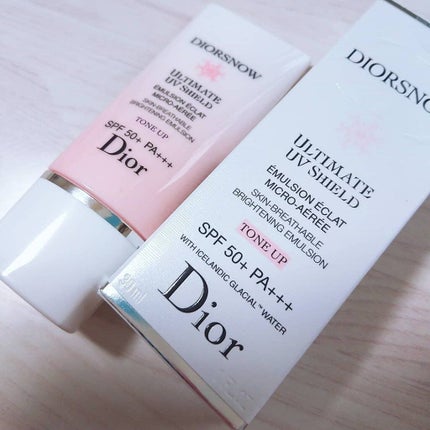 DIORSNOW
ULTIMATE
UV SHIELD
ÉMULSION ÉCLAT
MICRO-AÉRÉE
SKIN-BREATHABLE
BRIGHTENING EMULSION
TONE UP
SPF 50+ PA+++
Dior
DIORSNOW
ULTIMATE
UV SHIELD
ÉMULSION ÉCLAT
MICRO-AÉRÉE
SKIN-BREATHABLE
BRIGHTENING EMULSION
TONE UP
SPF 50+ PA+++
WITH ICELANDIC GLACIAL™ WATER
Dior